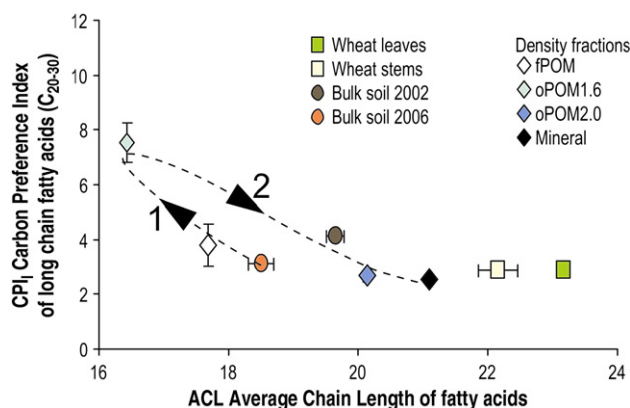 12
10
8
6
4
2
0
16
18
20
22
24
CPI_I Carbon Preference Index
of long chain fatty acids (C_20-30)
ACL Average Chain Length of fatty acids
Wheat leaves
Wheat stems
Bulk soil 2002
Bulk soil 2006
Density fractions
fPOM
oPOM1.6
oPOM2.0
Mineral
1
2